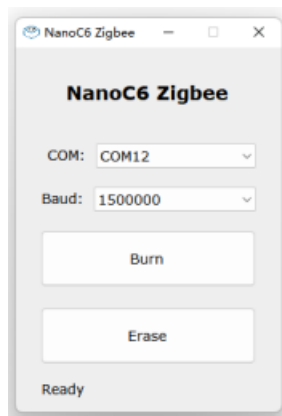 NanoC6 Zigbee
NanoC6 Zigbee
COM: COM12
Baud: 1500000
Burn
Erase
Ready